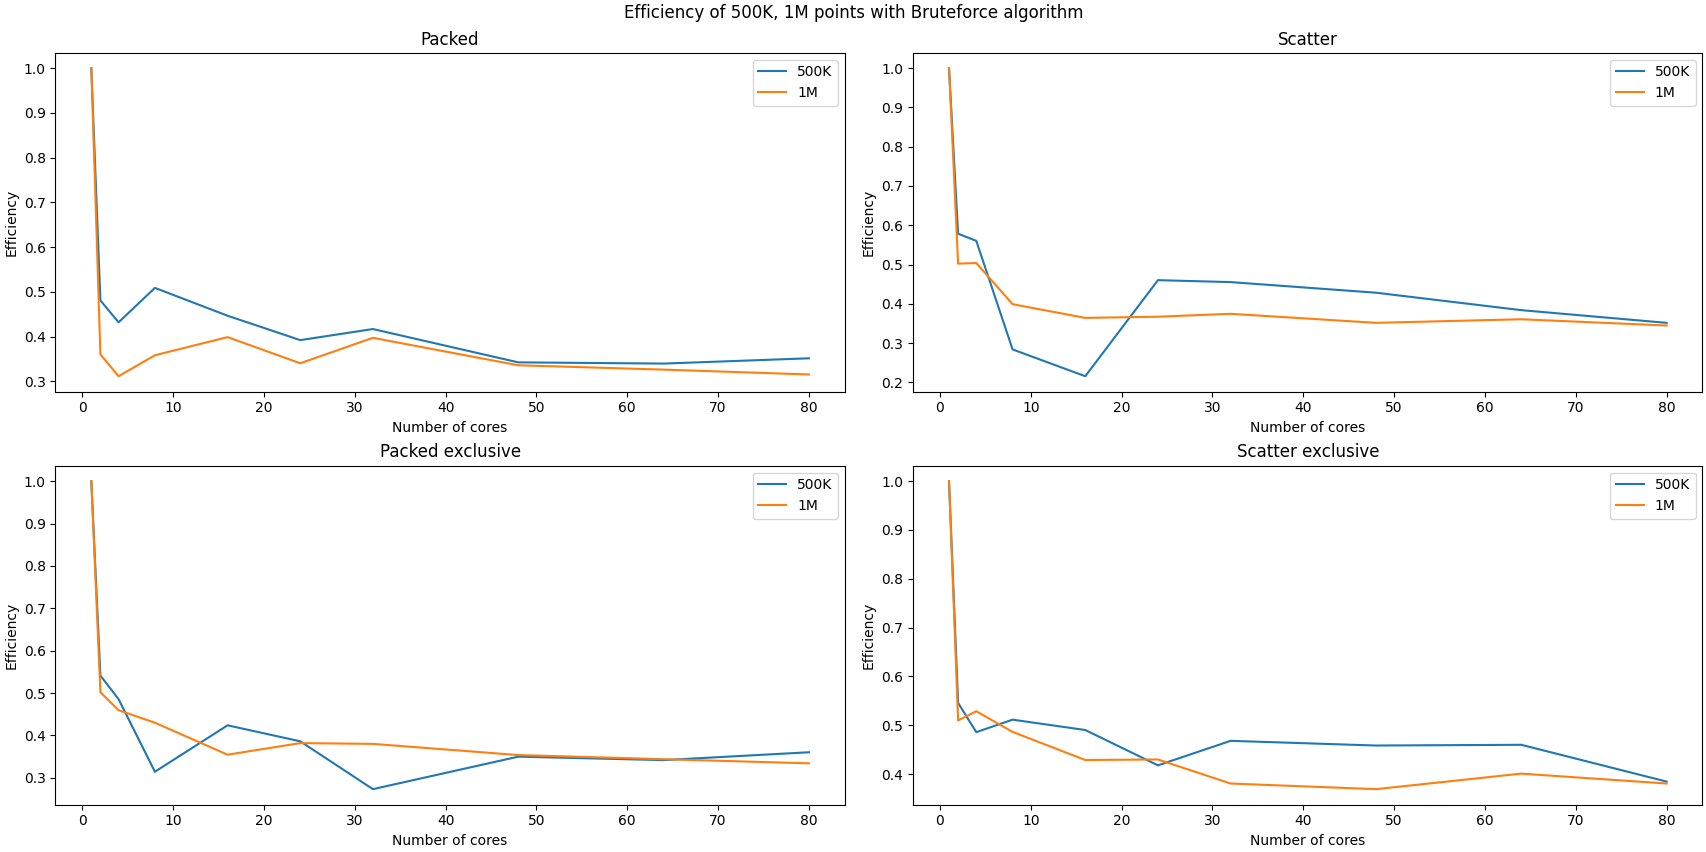 Efficiency of 500K, 1M points with Bruteforce algorithm
Packed
Efficiency
1.0
0.9
0.8
0.7
0.6
0.5
0.4
0.3
0 10 20 30 40 50 60 70 80
Number of cores
500K
1M
Scatter
Efficiency
1.0
0.9
0.8
0.7
0.6
0.5
0.4
0.3
0.2
0 10 20 30 40 50 60 70 80
Number of cores
500K
1M
Packed exclusive
Efficiency
1.0
0.9
0.8
0.7
0.6
0.5
0.4
0.3
0 10 20 30 40 50 60 70 80
Number of cores
500K
1M
Scatter exclusive
Efficiency
1.0
0.9
0.8
0.7
0.6
0.5
0.4
0 10 20 30 40 50 60 70 80
Number of cores
500K
1M